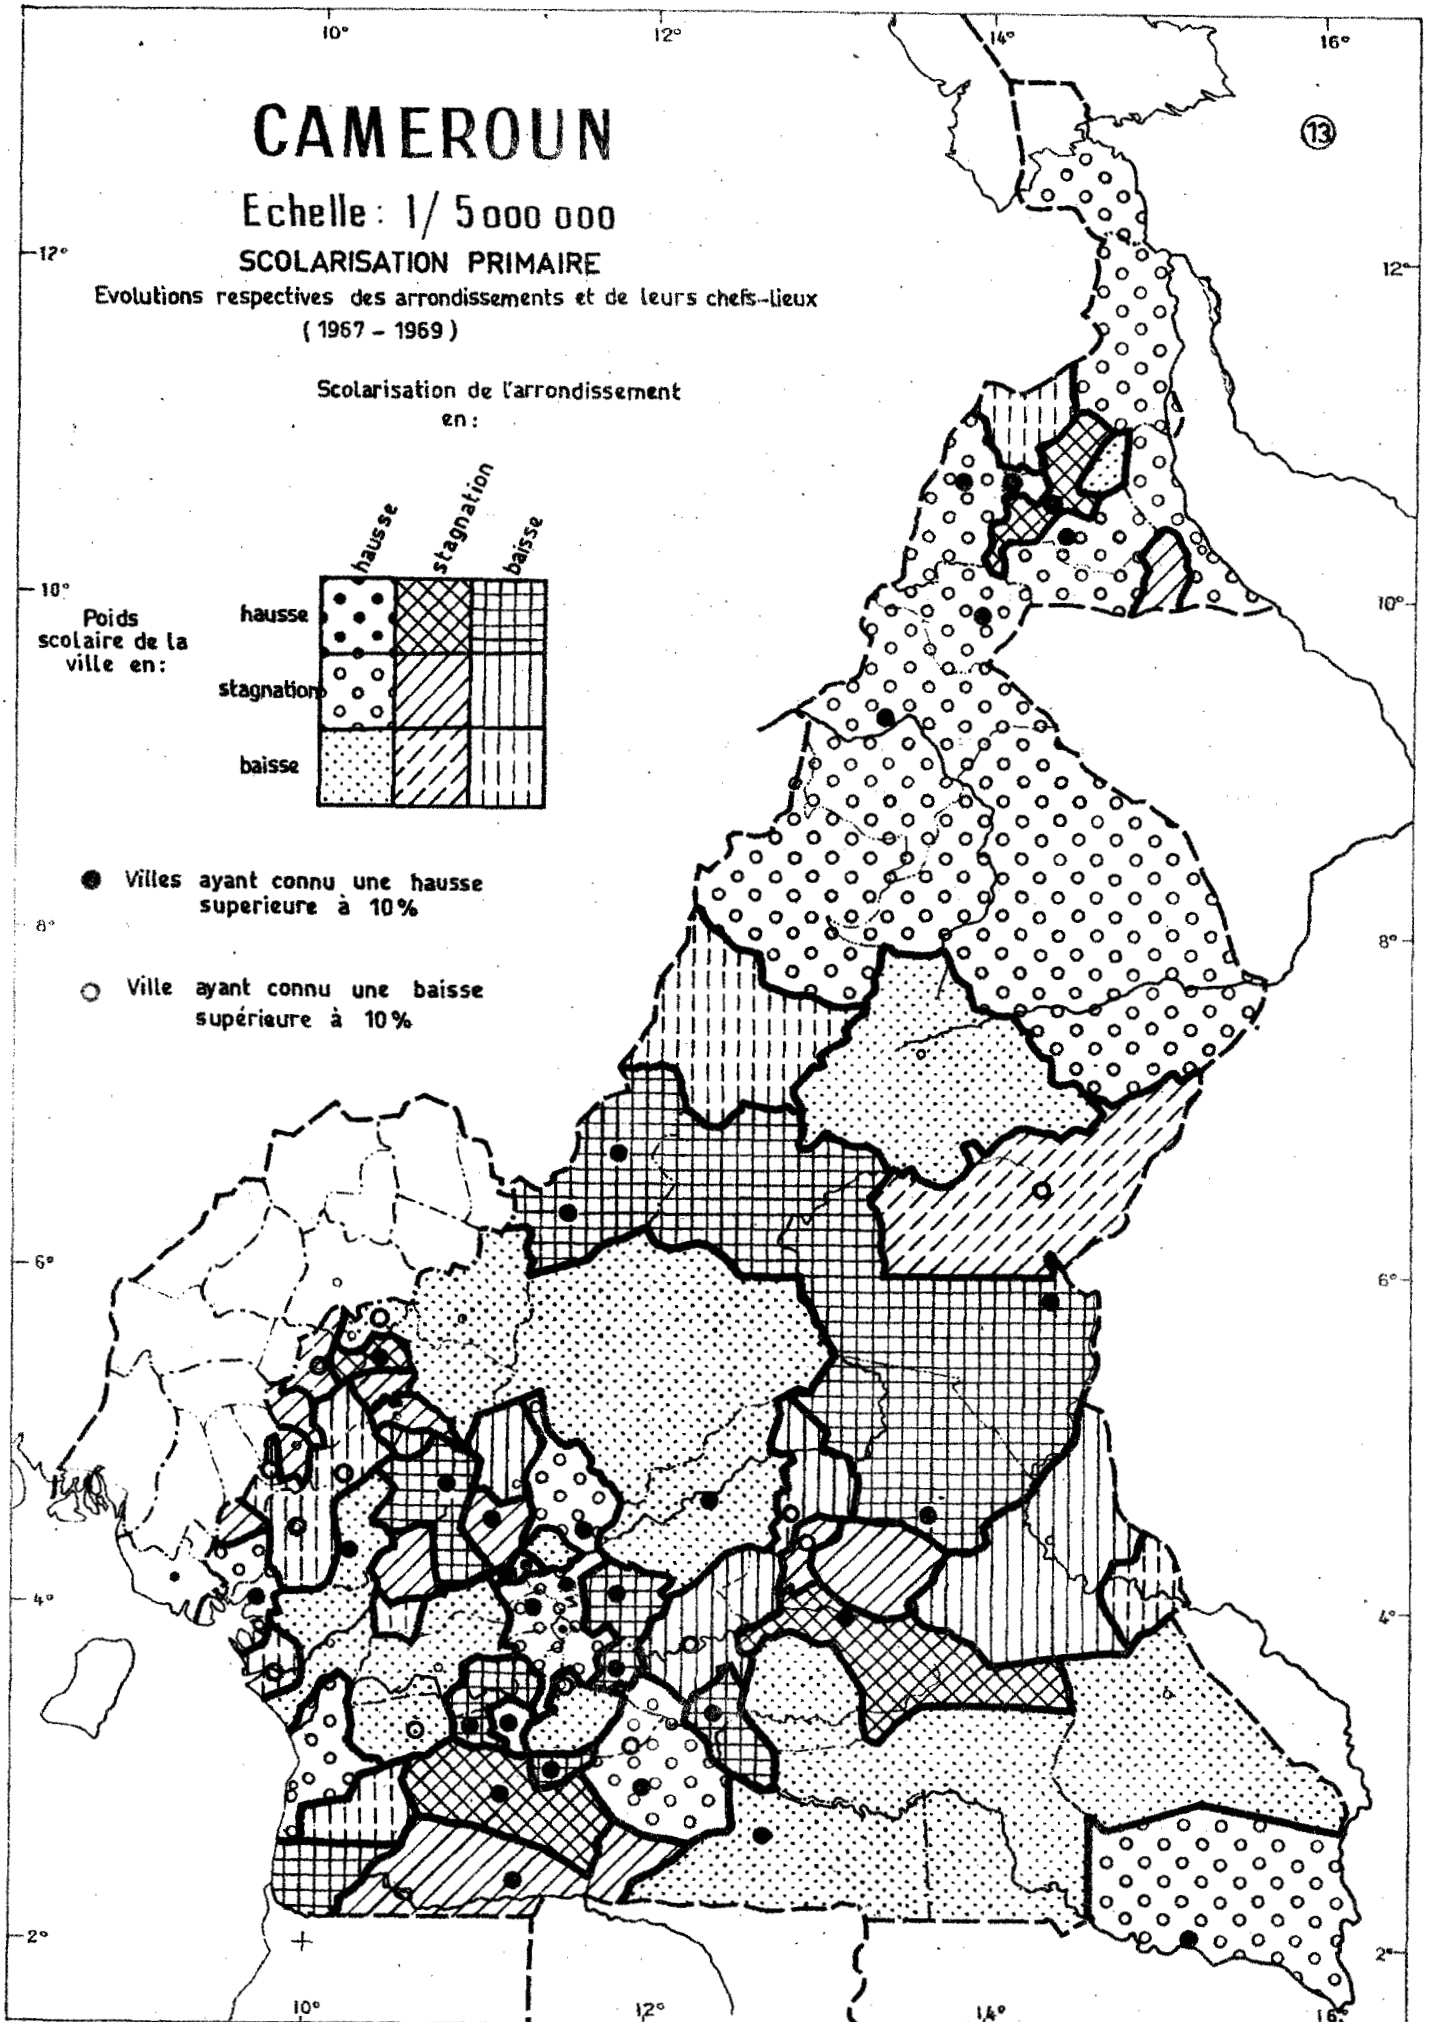 10°
12°
14°
16°
CAMEROUN
13
Echelle: 1/ 5 000 000
SCOLARISATION PRIMAIRE
12°
12°
Evolutions respectives des arrondissements et de leurs chefs-lieux
(1967 - 1969)
Scolarisation de l'arrondissement
en:
hausse
stagnation
baisse
10°
10°
Poids
scolaire de la
ville en:
hausse
stagnation
baisse
Villes ayant connu une hausse
superieure à 10%
8°
8°
Ville ayant connu une baisse
supérieure à 10%
6°
6°
4°
4°
2°
2°
10°
12°
14°
16°